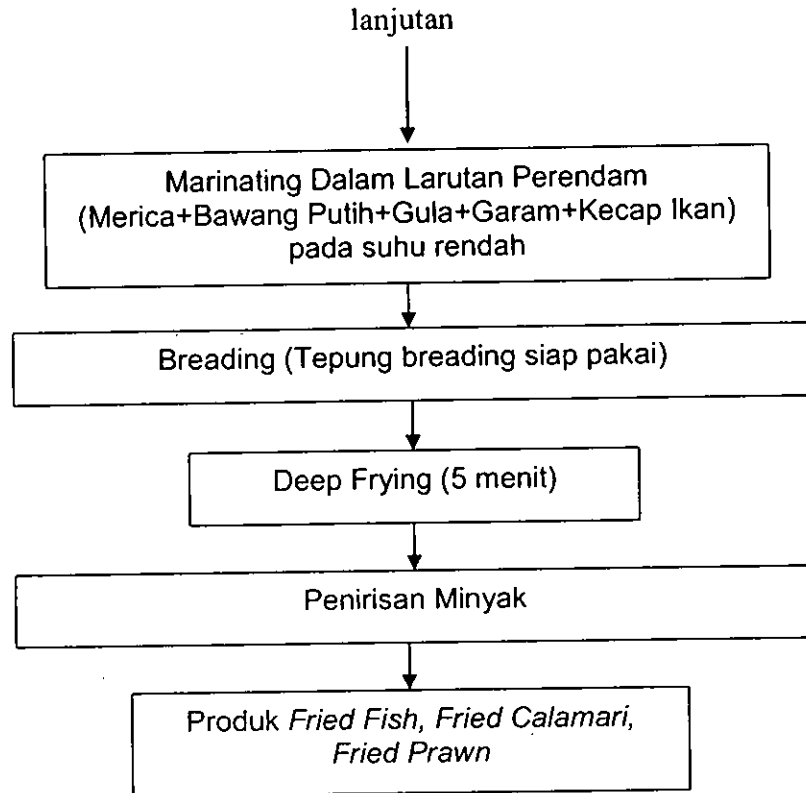 lanjutan
Marinating Dalam Larutan Perendam
(Merica+Bawang Putih+Gula+Garam+Kecap Ikan)
pada suhu rendah
Breading (Tepung breading siap pakai)
Deep Frying (5 menit)
Penirisan Minyak
Produk Fried Fish, Fried Calamari,
Fried Prawn